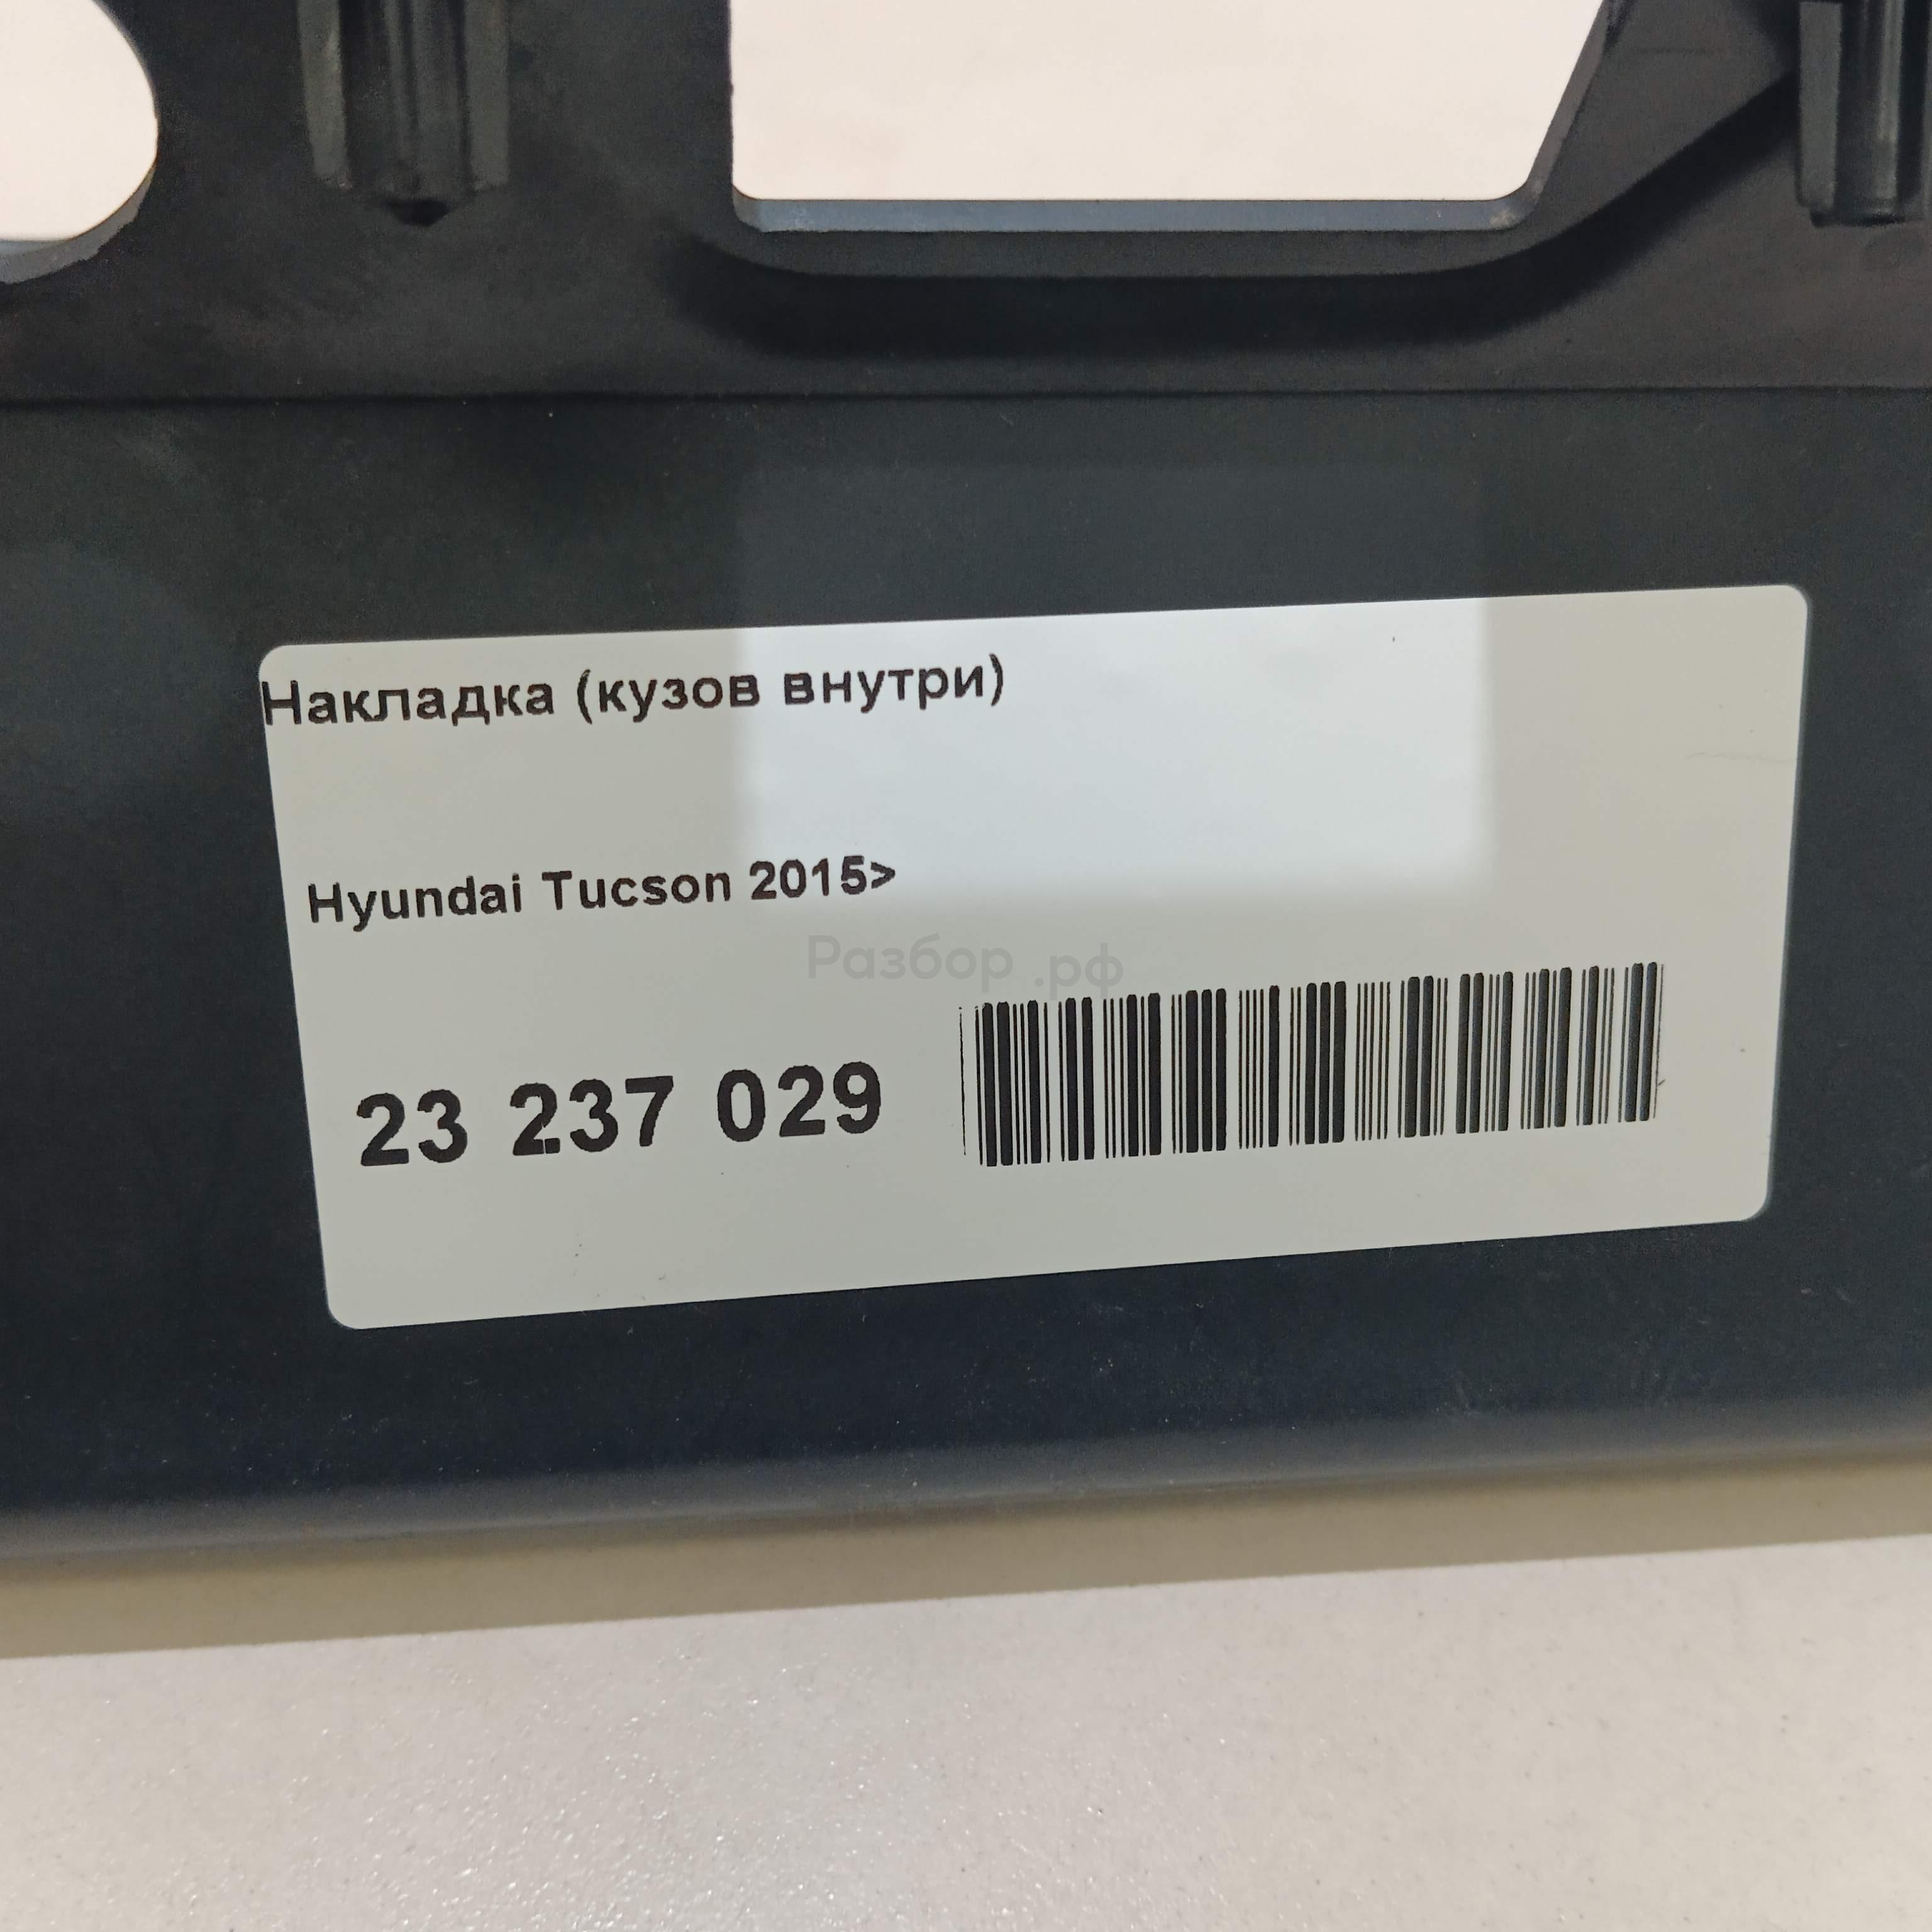 Накладка (кузов внутри)
Hyundai Tucson 2015>
Разбор.рф
23 237 029